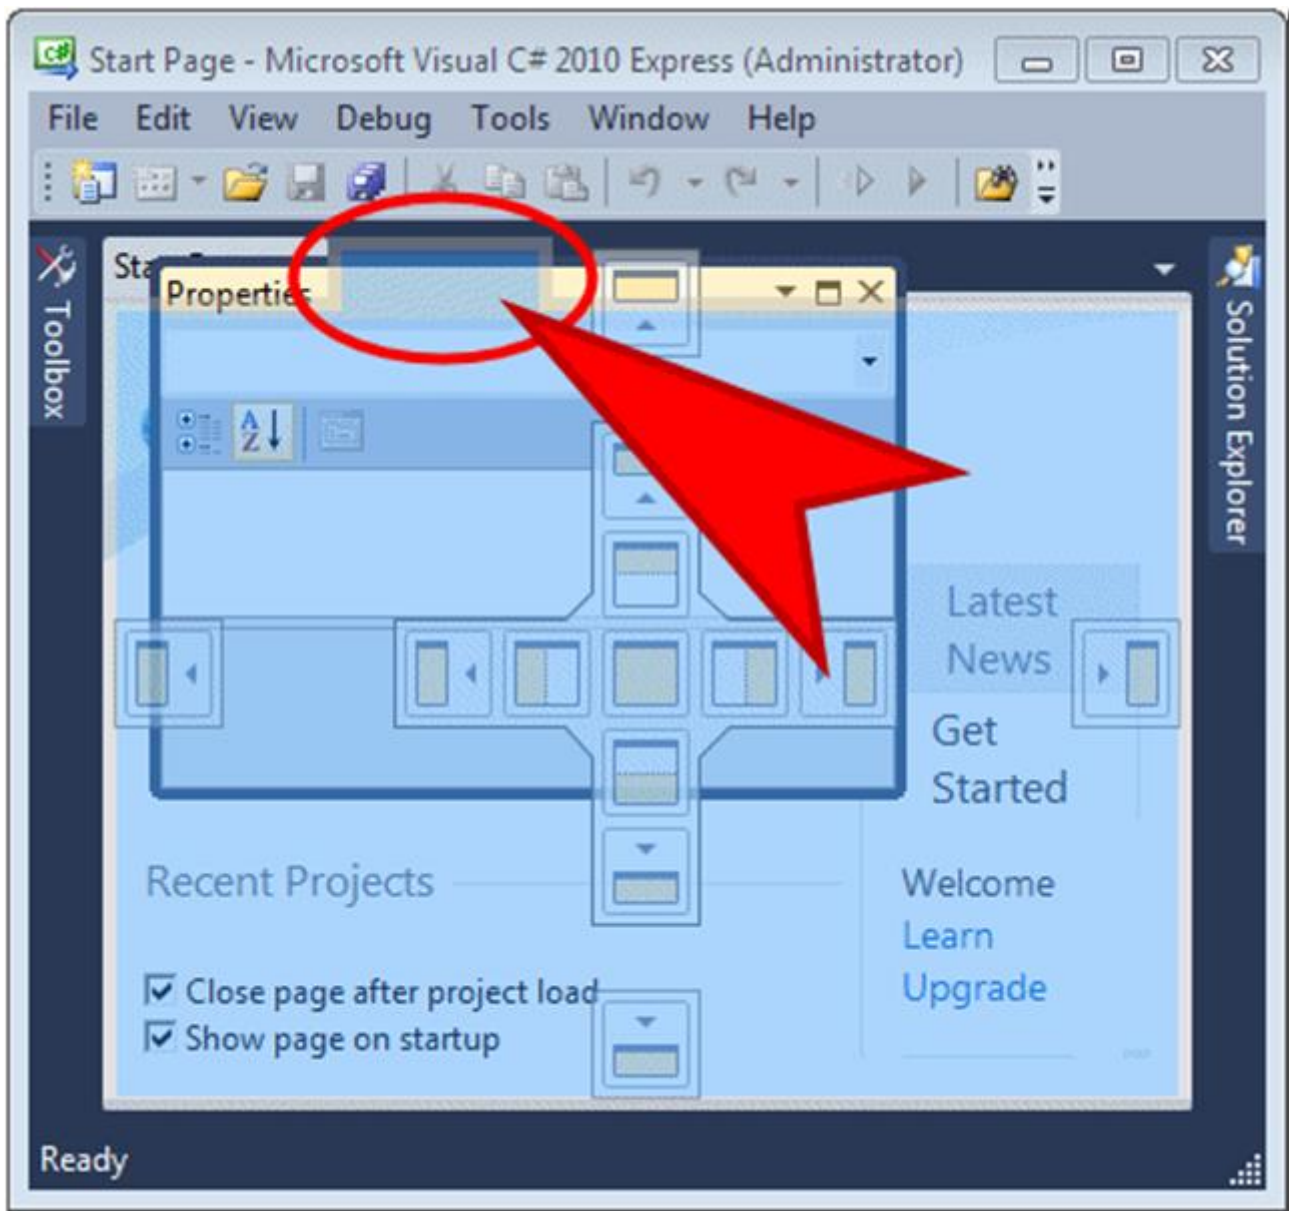 Start Page - Microsoft Visual C# 2010 Express (Administrator)
File Edit View Debug Tools Window Help
Toolbox
Properties
Solution Explorer
Latest
News
Get
Started
Recent Projects
Welcome
Learn
Upgrade
Close page after project load
Show page on startup
Ready